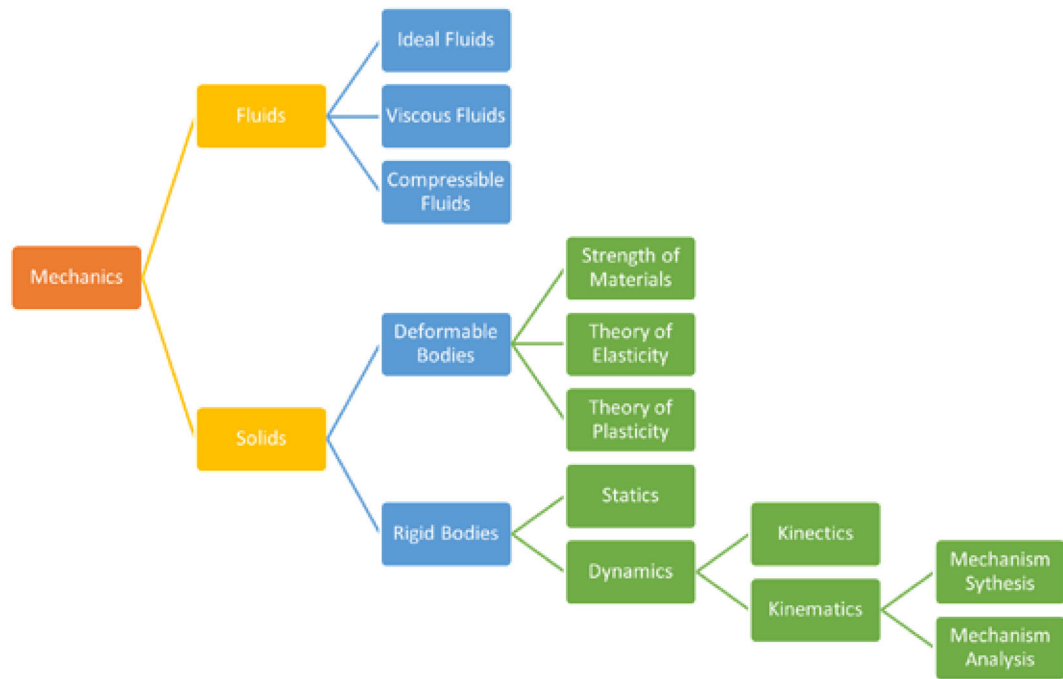 Ideal Fluids
Fluids
Viscous Fluids
Compressible
Fluids
Mechanics
Strength of
Materials
Deformable
Bodies
Theory of
Elasticity
Theory of
Plasticity
Solids
Statics
Rigid Bodies
Kinectics
Dynamics
Mechanism
Sythesis
Kinematics
Mechanism
Analysis